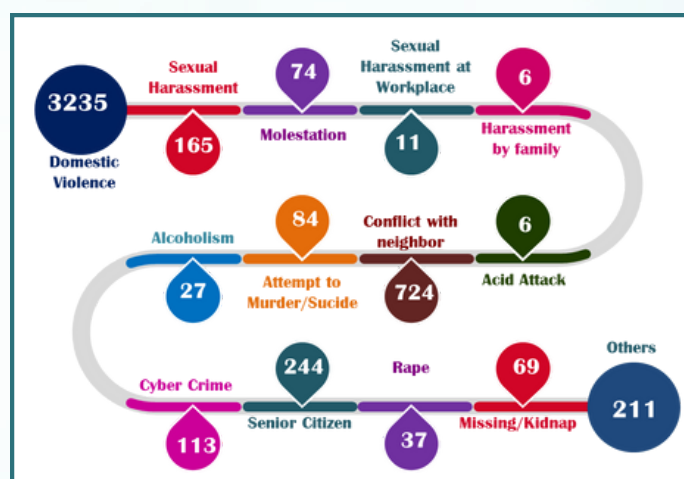 3235
Domestic
Violence
Sexual
Harassment
165
74
Molestation
Sexual
Harassment at
Workplace
11
6
Harassment
by family
Alcoholism
27
84
Attempt to
Murder/Sucide
Conflict with
neighbor
724
6
Acid Attack
Cyber Crime
113
244
Senior Citizen
Rape
37
69
Missing/Kidnap
Others
211